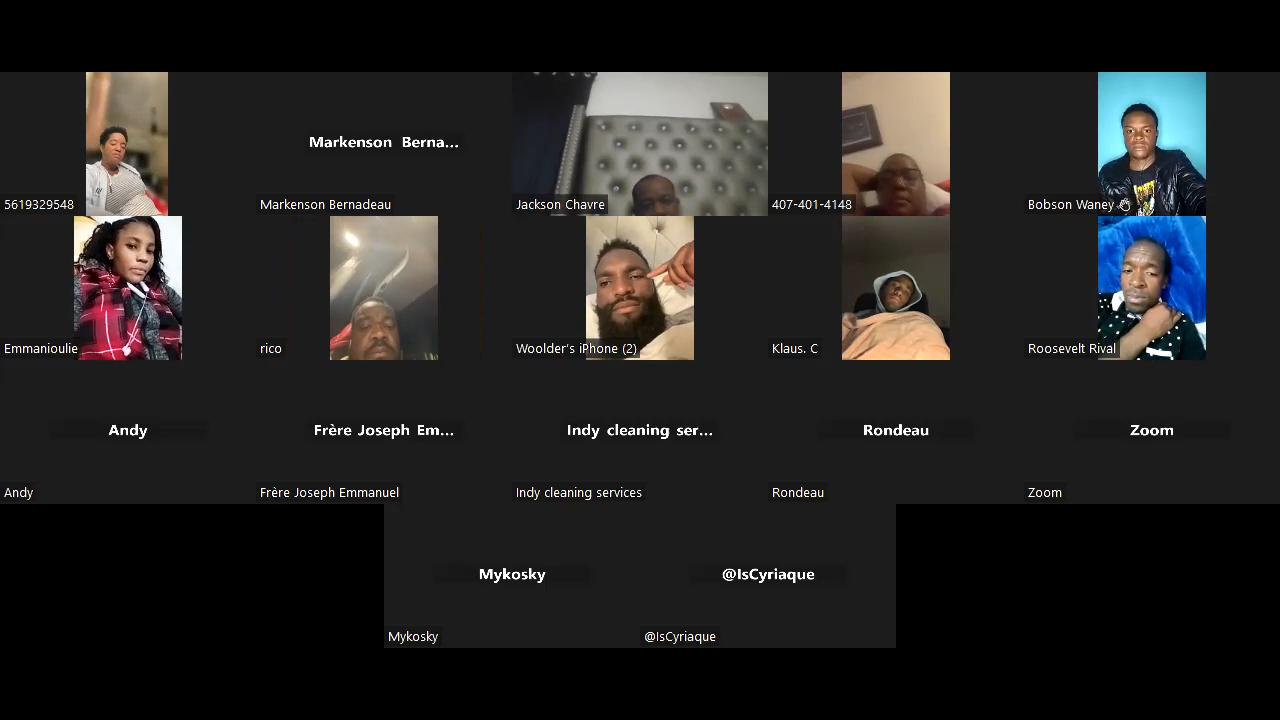 Markenson Berna...
5619329548
Markenson Bernadeau
Jackson Chavre
407-401-4148
Bobson Waney
Emmanioulie
rico
Woolder's iPhone (2)
Klaus. C
Roosevelt Rival
Andy
Frère Joseph Em...
Indy cleaning ser...
Rondeau
Zoom
Andy
Frère Joseph Emmanuel
Indy cleaning services
Rondeau
Zoom
Mykosky
@IsCyriaque
Mykosky
@IsCyriaque